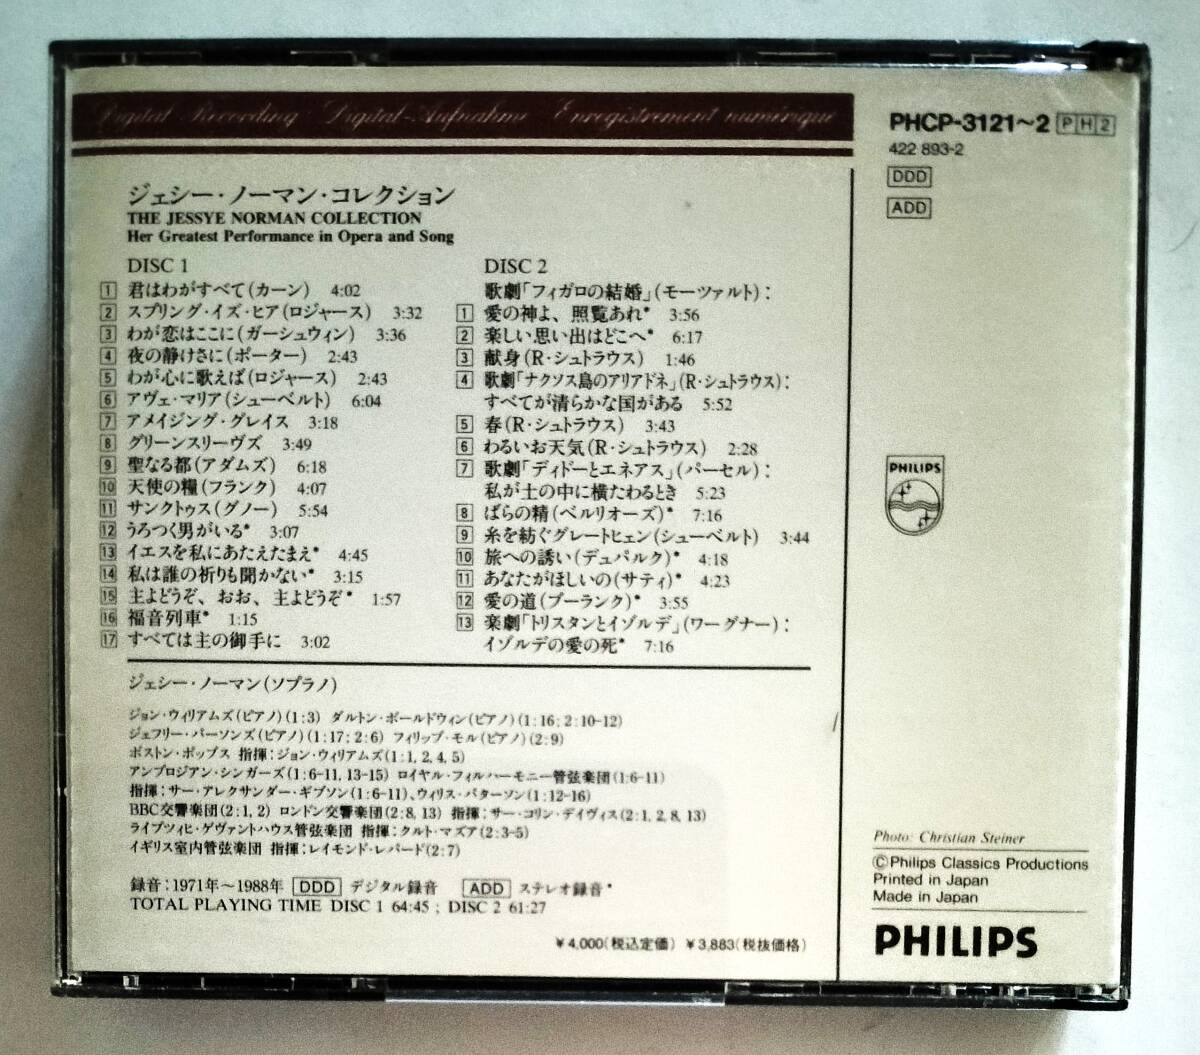 Digital Recording Digital-Aufnahme Enregistrement numérique
ジェシー・ノーマン・コレクション
THE JESSYE NORMAN COLLECTION
Her Greatest Performance in Opera and Song
DISC 1
1 君はわがすべて(カーン) 4:02
2 スプリング・イズ・ヒア(ロジャース) 3:32
3 わが恋はここに(ガーシュウィン) 3:36
4 夜の静けさに(ポーター) 2:43
5 わが心に歌えば(ロジャース) 2:43
6 アヴェ・マリア(シューベルト) 6:04
7 アメイジング・グレイス 3:18
8 グリーンスリーヴズ 3:49
9 聖なる都(アダムズ) 6:18
10 天使の糧(フランク) 4:07
11 サンクトゥス(グノー) 5:54
12 うろつく男がいる* 3:07
13 イエスを私にあたえたまえ* 4:45
14 私は誰の祈りも聞かない* 3:15
15 主よどうぞ、おお、主よどうぞ* 1:57
16 福音列車* 1:15
17 すべては主の御手に 3:02
DISC 2
歌劇「フィガロの結婚」(モーツァルト):
1 愛の神よ、照覧あれ* 3:56
2 楽しい思い出はどこへ* 6:17
3 献身(R・シュトラウス) 1:46
4 歌劇「ナクソス島のアリアドネ」(R・シュトラウス):
すべてが清らかな国がある 5:52
5 春(R・シュトラウス) 3:43
6 わるいお天気(R・シュトラウス) 2:28
7 歌劇「ディドーとエネアス」(パーセル):
私が土の中に横たわるとき 5:23
8 ばらの精(ベルリオーズ)* 7:16
9 糸を紡ぐグレートヒェン(シューベルト) 3:44
10 旅への誘い(デュパルク)* 4:18
11 あなたがほしいの(サティ)* 4:23
12 愛の道(プーランク)* 3:55
13 楽劇「トリスタンとイゾルデ」(ワーグナー):
イゾルデの愛の死* 7:16
ジェシー・ノーマン(ソプラノ)
ジョン・ウィリアムズ(ピアノ)(1:3) ダルトン・ボールドウィン(ピアノ)(1:16;2:10-12)
ジェフリー・パーソンズ(ピアノ)(1:17;2:6) フィリップ・モル(ピアノ)(2:9)
ボストン・ポップス 指揮:ジョン・ウィリアムズ(1:1,2,4,5)
アンブロジアン・シンガーズ(1:6-11,13-15) ロイヤル・フィルハーモニー管弦楽団(1:6-11)
指揮:サー・アレクサンダー・ギブソン(1:6-11)、ウィリス・パターソン(1:12-16)
BBC交響楽団(2:1,2) ロンドン交響楽団(2:8,13) 指揮:サー・コリン・デイヴィス(2:1,2,8,13)
ライプツィヒ・ゲヴァントハウス管弦楽団 指揮:クルト・マズア(2:3-5)
イギリス室内管弦楽団 指揮:レイモンド・レパード(2:7)
録音:1971年〜1988年 DDD デジタル録音 ADD ステレオ録音*
TOTAL PLAYING TIME DISC 1 64:45 ; DISC 2 61:27
¥4,000(税込定価) ¥3,883(税抜価格)
PHCP-3121〜2 PH2
422 893-2
DDD
ADD
PHILIPS
Photo: Christian Steiner
©Philips Classics Productions
Printed in Japan
Made in Japan
PHILIPS